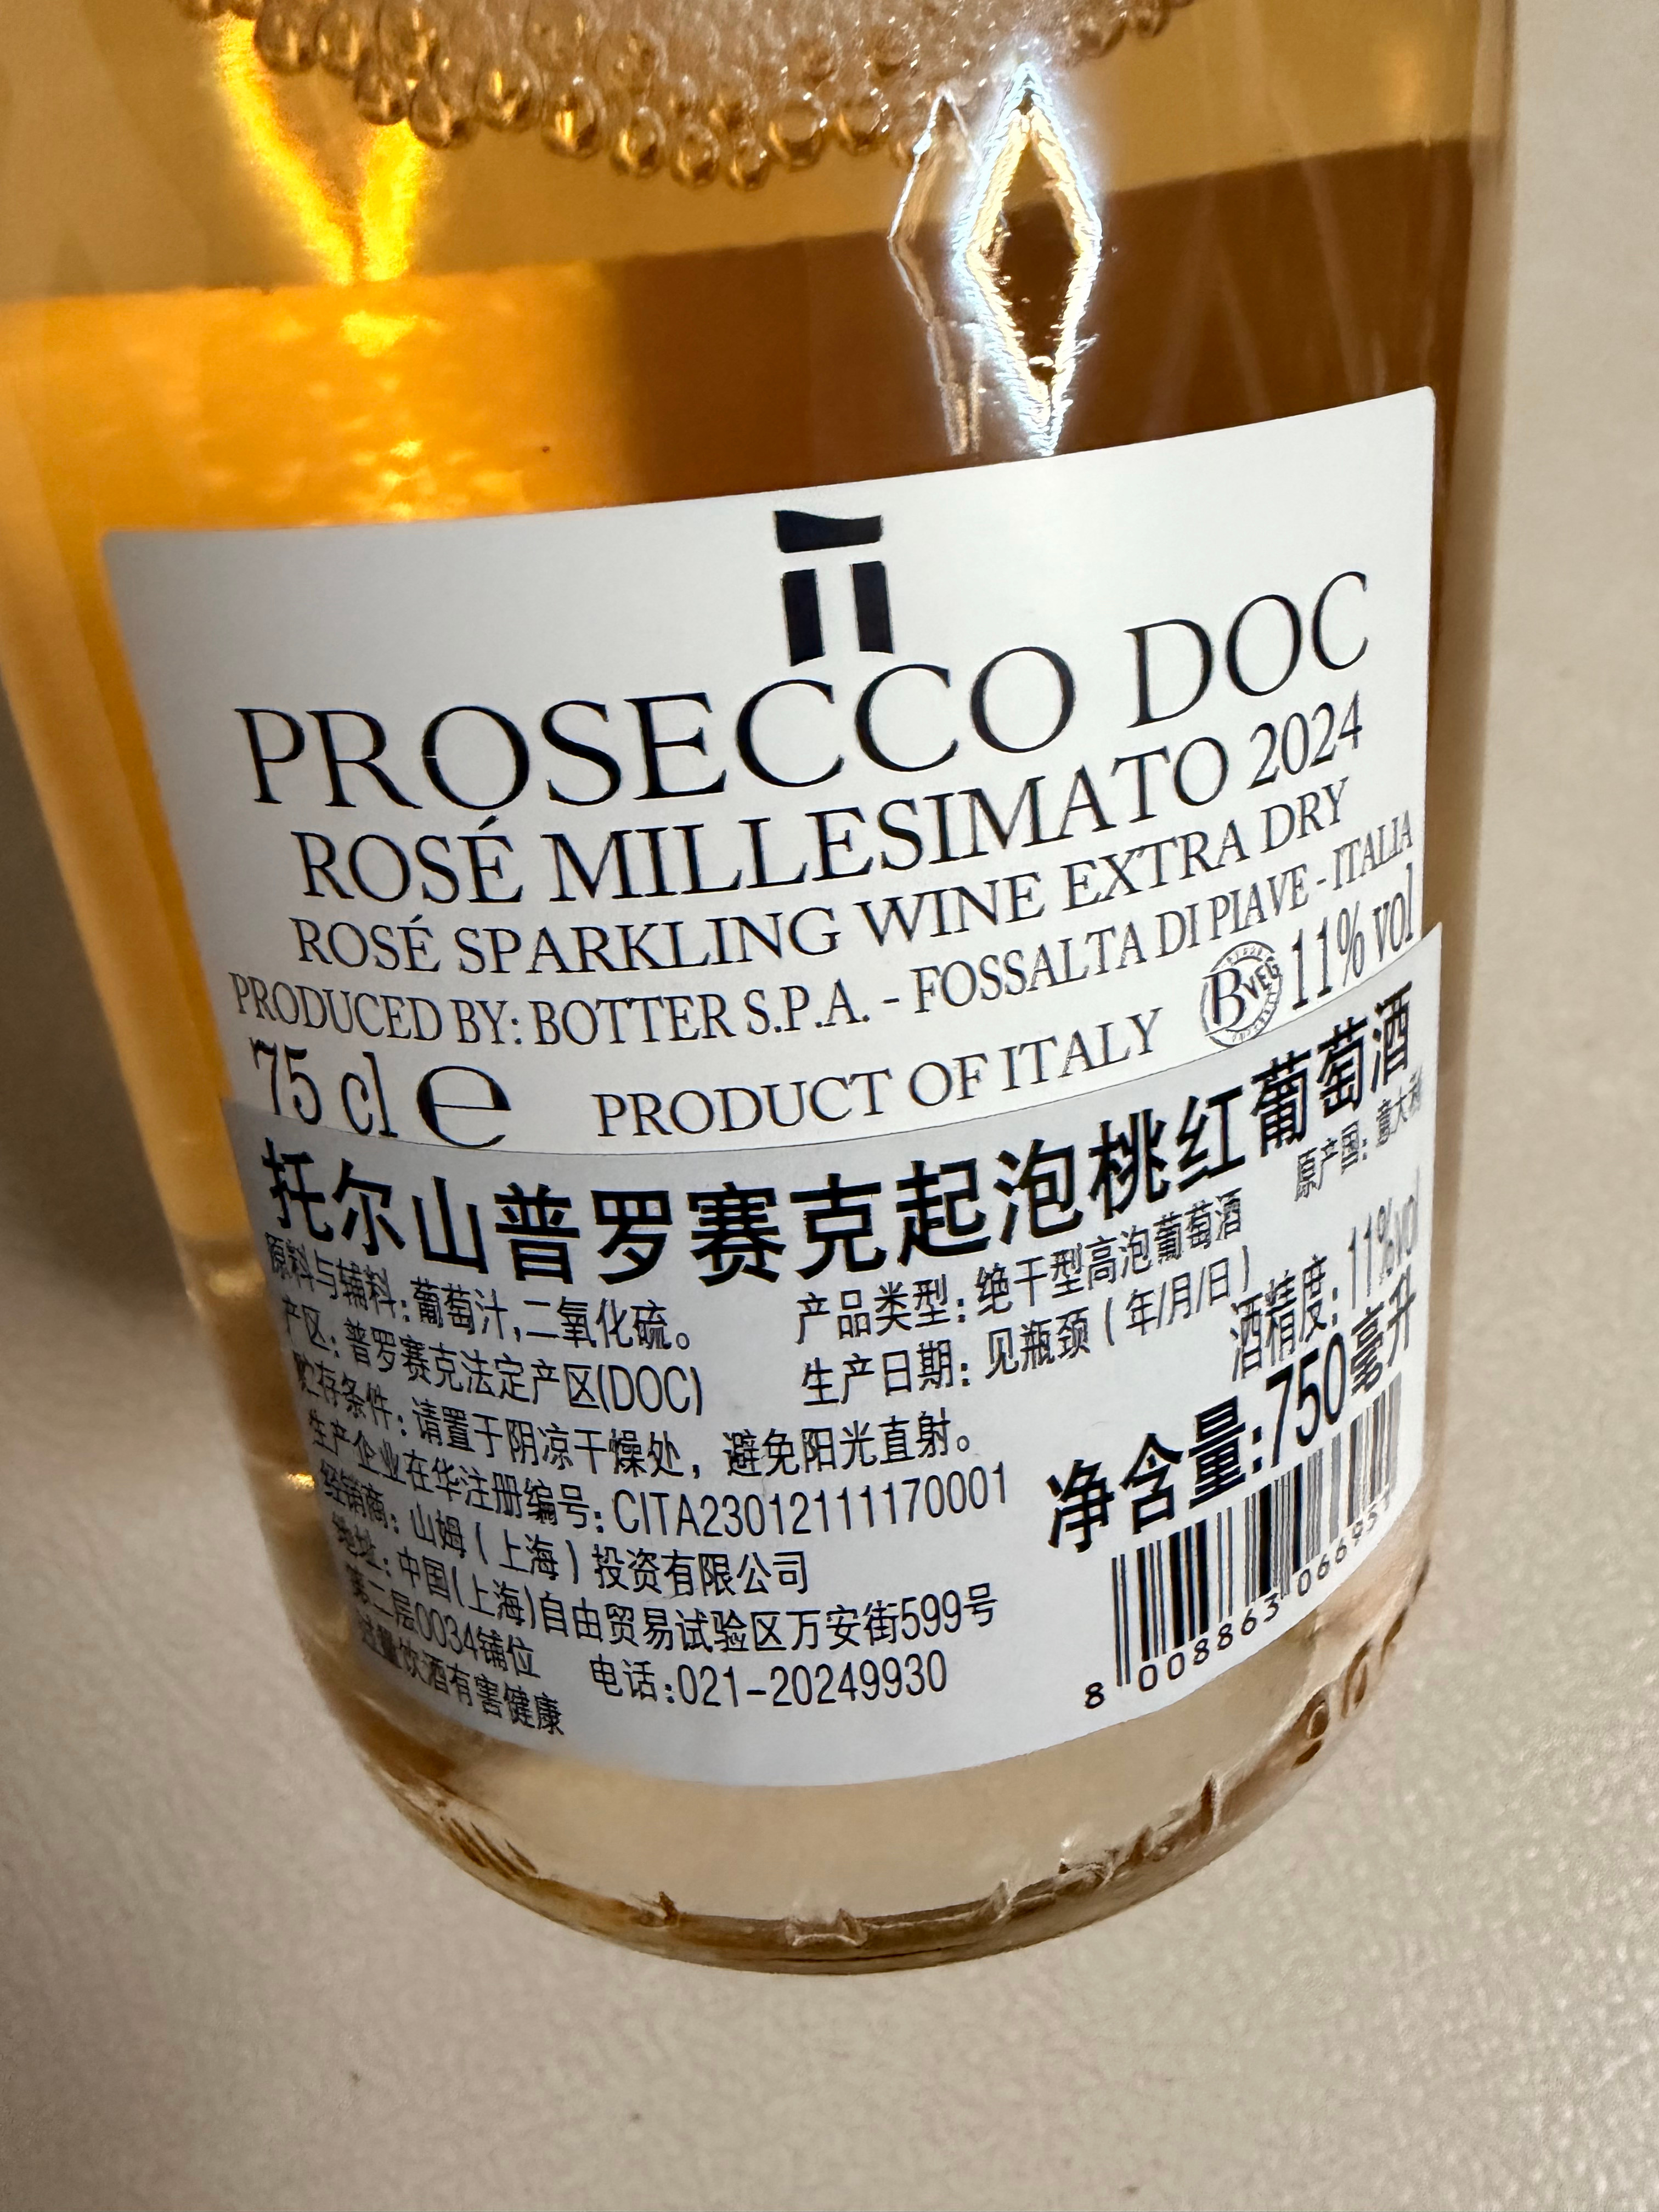 PROSECCO DOC
ROSÉ MILLESIMATO 2024
ROSÉ SPARKLING WINE EXTRA DRY
PRODUCED BY: BOTTER S.P.A. - FOSSALTA DI PIAVE - ITALIA
75 cl e PRODUCT OF ITALY B VEG 11% vol
托尔山普罗赛克起泡桃红葡萄酒
原产国：意大利
原料与辅料：葡萄汁，二氧化硫。 产品类型：绝干型高泡葡萄酒
酒精度：11%vol
产区：普罗赛克法定产区(DOC) 生产日期：见瓶颈（年/月/日）
贮存条件：请置于阴凉干燥处，避免阳光直射。
净含量：750毫升
生产企业在华注册编号：CITA23012111170001
经销商：山姆（上海）投资有限公司
地址：中国(上海)自由贸易试验区万安街599号
第二层0034铺位 电话：021-20249930
过量饮酒有害健康
8 008863 066951